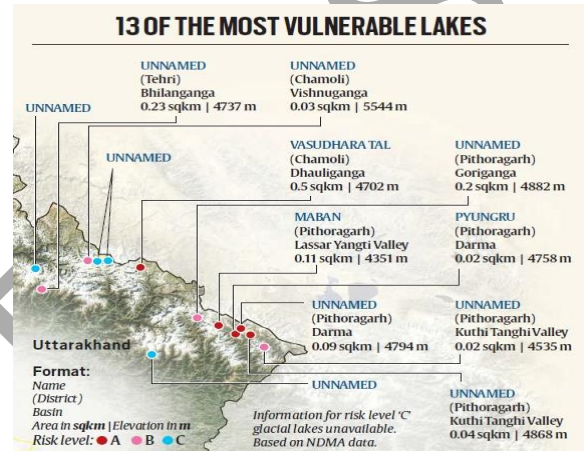 13 OF THE MOST VULNERABLE LAKES
UNNAMED
(Tehri)
Bhilanganga
0.23 sqkm | 4737 m
UNNAMED
(Chamoli)
Vishnuganga
0.03 sqkm | 5544 m
UNNAMED
UNNAMED
VASUDHARA TAL
(Chamoli)
Dhauliganga
0.5 sqkm | 4702 m
UNNAMED
(Pithoragarh)
Goriganga
0.2 sqkm | 4882 m
MABAN
(Pithoragarh)
Lassar Yangti Valley
0.11 sqkm | 4351 m
PYUNGRU
(Pithoragarh)
Darma
0.02 sqkm | 4758 m
UNNAMED
(Pithoragarh)
Darma
0.09 sqkm | 4794 m
UNNAMED
(Pithoragarh)
Kuthi Tanghi Valley
0.02 sqkm | 4535 m
UNNAMED
UNNAMED
(Pithoragarh)
Kuthi Tanghi Valley
0.04 sqkm | 4868 m
Uttarakhand
Format:
Name
(District)
Basin
Area in sqkm | Elevation in m
Risk level: A B C
Information for risk level 'C'
glacial lakes unavailable.
Based on NDMA data.